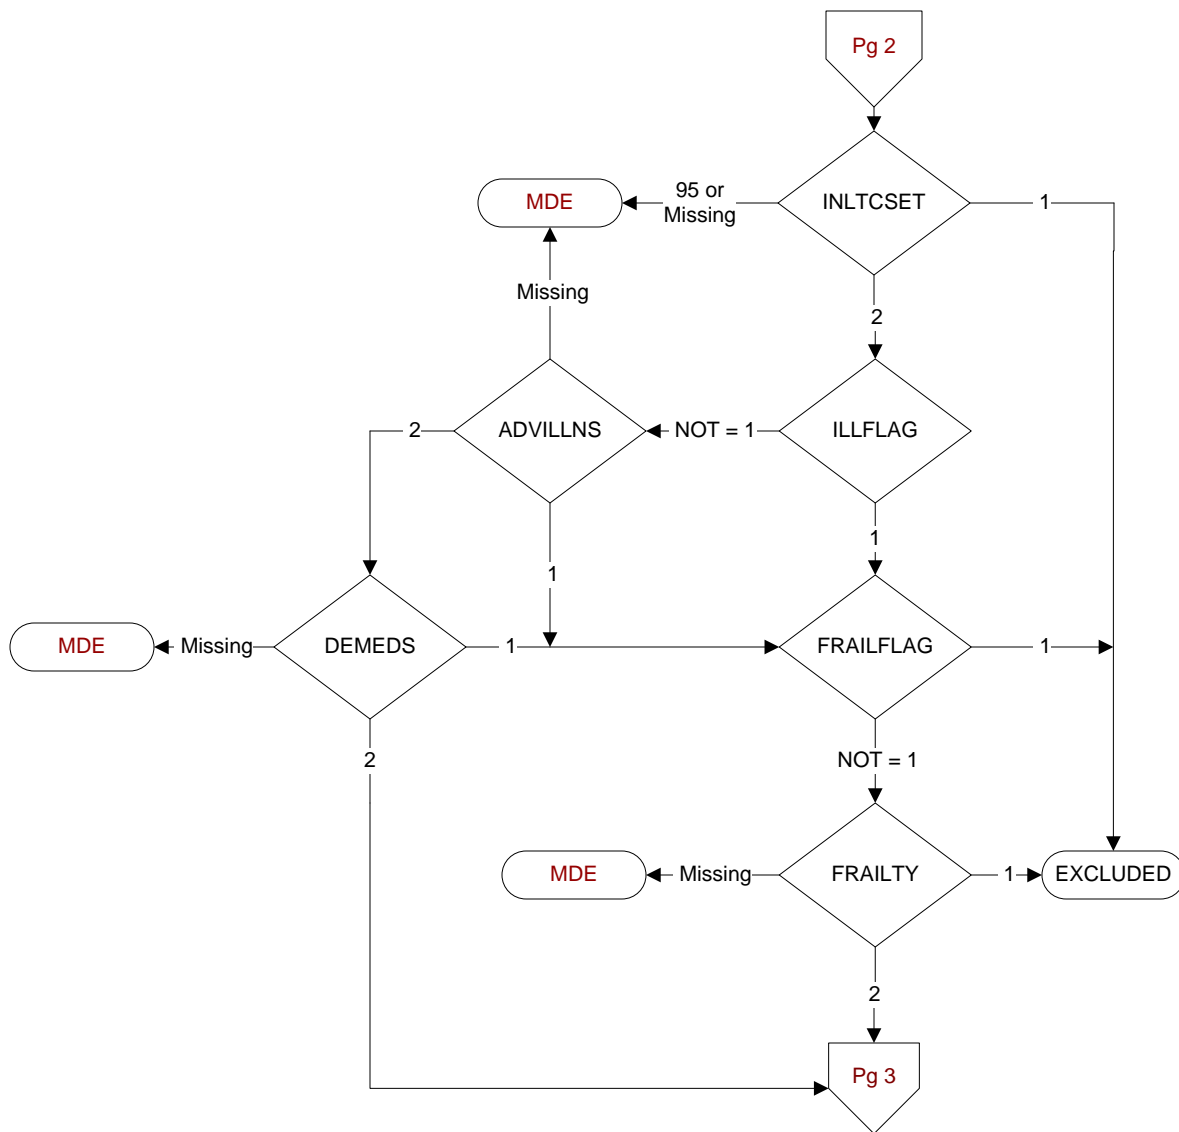 Pg 2
MDE
95 or
Missing
INLTCSET
1
Missing
2
2
ADVILLNS
NOT = 1
ILLFLAG
1
1
MDE
Missing
DEMEDS
1
FRAILFLAG
1
2
NOT = 1
MDE
Missing
FRAILTY
1
EXCLUDED
2
Pg 3